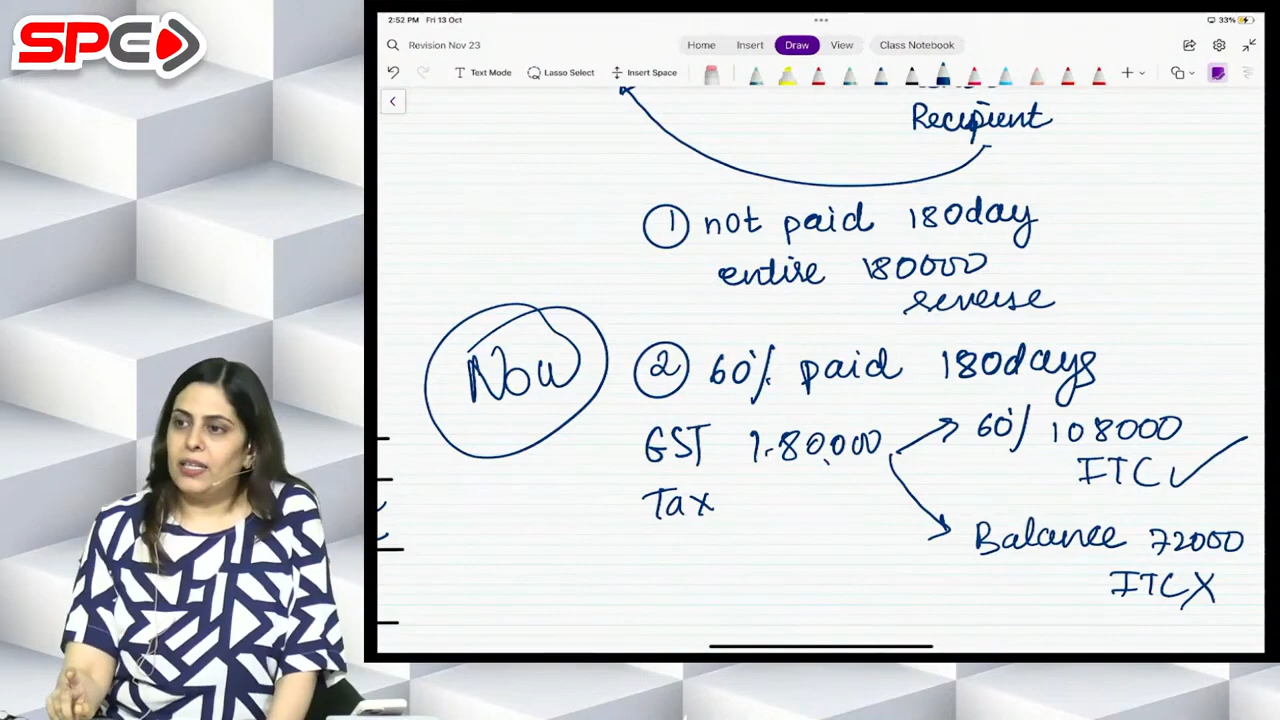 SPC
2:52 PM Fri 13 Oct
33%
Revision Nov 23
Home Insert Draw View Class Notebook
Text Mode Lasso Select Insert Space
Recipient
1 not paid 180day
entire 180000
reverse
Now
2 60% paid 180days
GST 1,80,000
60% 108000
ITC ✓
Tax
Balance 72000
ITC X